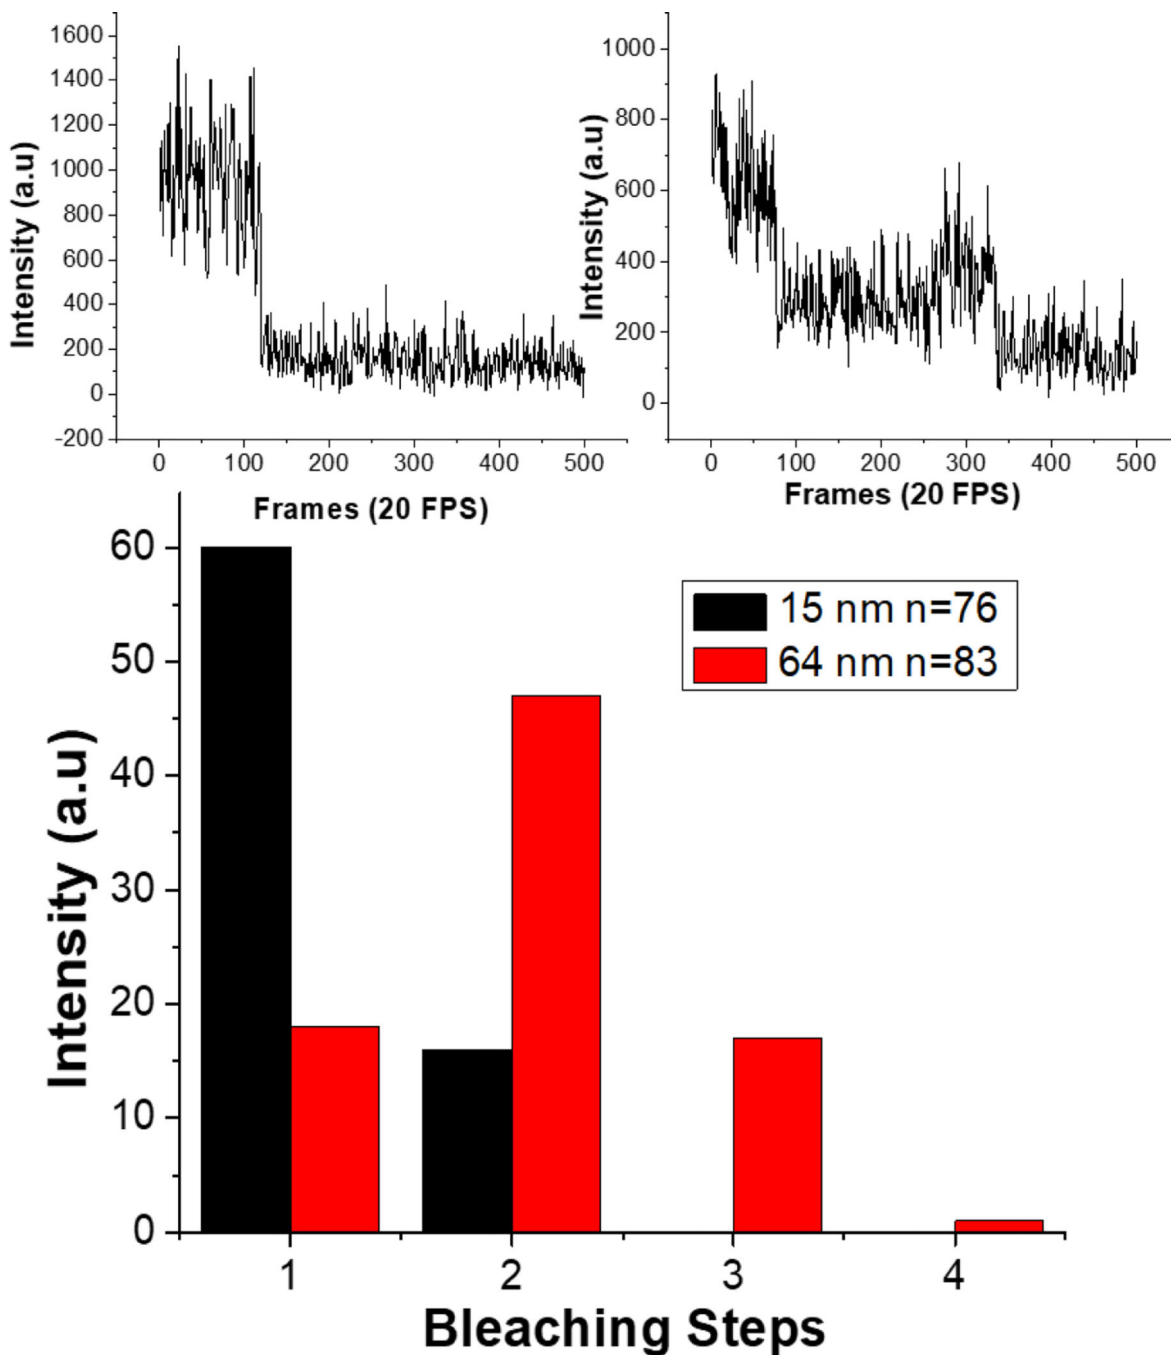 1600
1400
1200
1000
800
600
400
200
0
-200
Intensity (a.u)
0 100 200 300 400 500
Frames (20 FPS)
1000
800
600
400
200
0
Intensity (a.u)
0 100 200 300 400 500
Frames (20 FPS)
60
50
40
30
20
10
0
Intensity (a.u)
15 nm n=76
64 nm n=83
1 2 3 4
Bleaching Steps